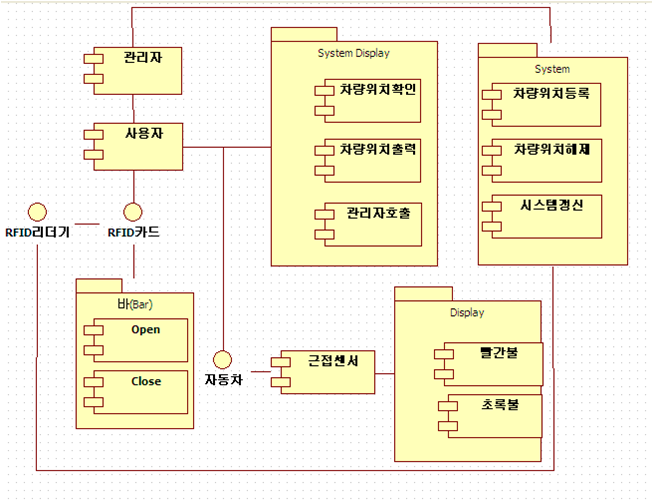 관리자
사용자
RFID리더기
RFID카드
바(Bar)
Open
Close
System Display
차량위치확인
차량위치출력
관리자호출
System
차량위치등록
차량위치해제
시스템갱신
자동차
근접센서
Display
빨간불
초록불